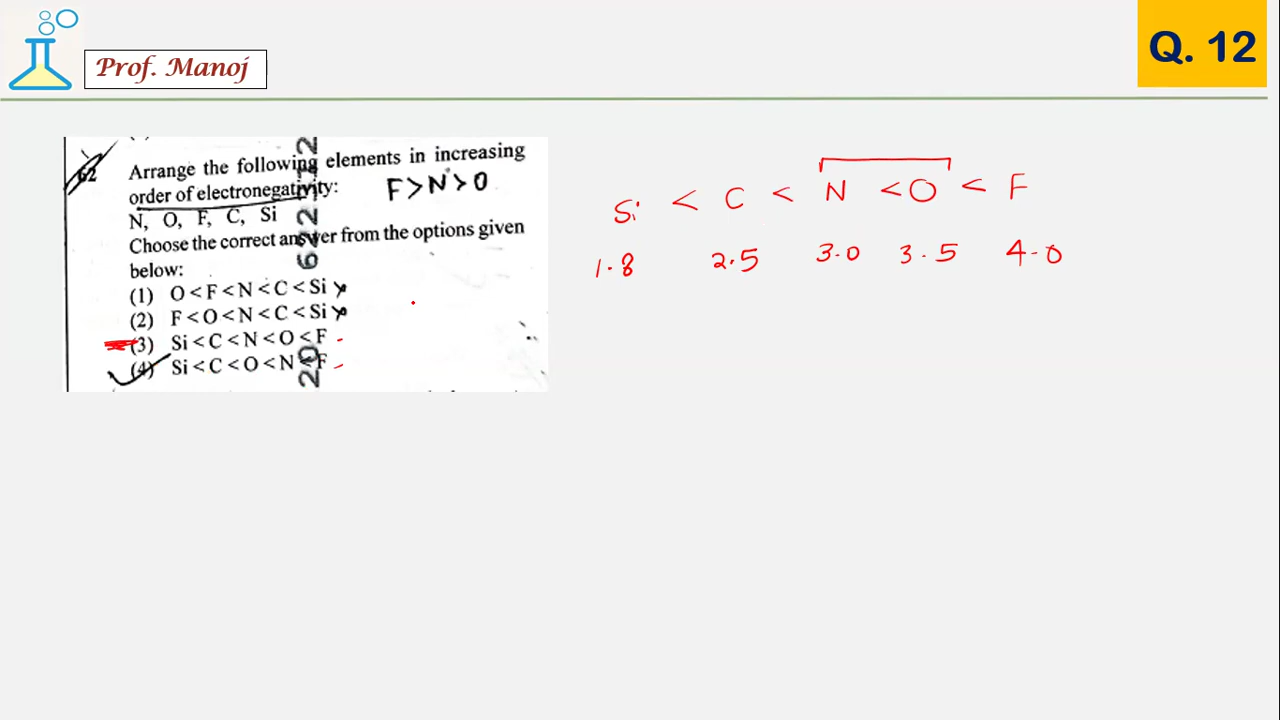 Prof. Manoj
Q. 12
62 Arrange the following elements in increasing
order of electronegativity:
F > N > O
N, O, F, C, Si
Choose the correct answer from the options given
below:
(1) O < F < N < C < Si x
(2) F < O < N < C < Si x
(3) Si < C < N < O < F -
(4) Si < C < O < N < F -
Si < C < N < O < F
1.8 2.5 3.0 3.5 4.0